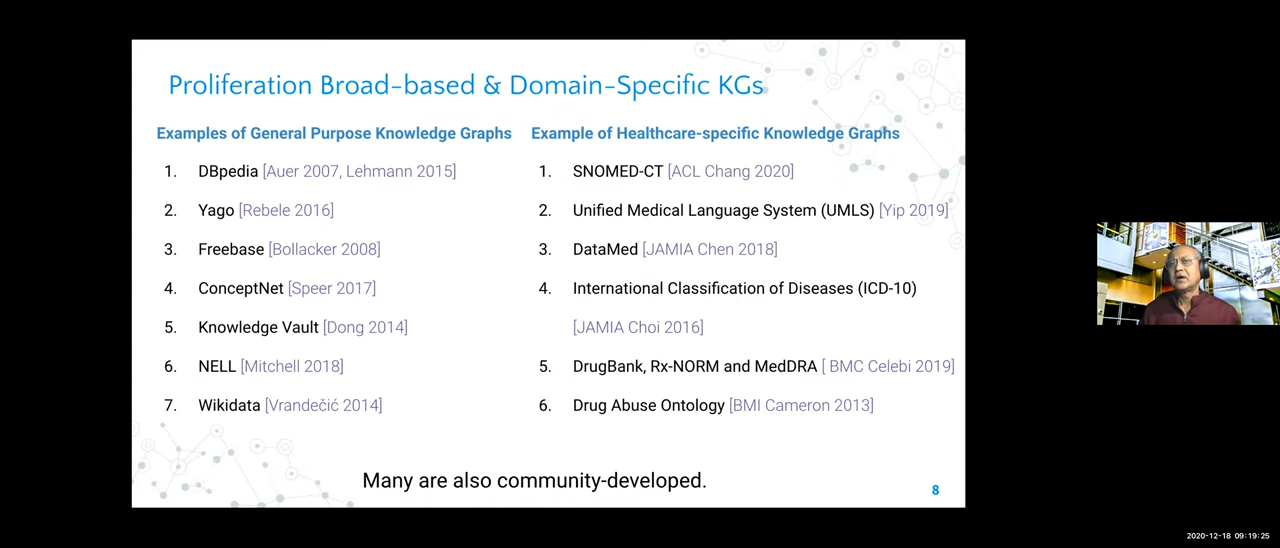 Proliferation Broad-based & Domain-Specific KGs
Examples of General Purpose Knowledge Graphs
1. DBpedia [Auer 2007, Lehmann 2015]
2. Yago [Rebele 2016]
3. Freebase [Bollacker 2008]
4. ConceptNet [Speer 2017]
5. Knowledge Vault [Dong 2014]
6. NELL [Mitchell 2018]
7. Wikidata [Vrandečić 2014]
Example of Healthcare-specific Knowledge Graphs
1. SNOMED-CT [ACL Chang 2020]
2. Unified Medical Language System (UMLS) [Yip 2019]
3. DataMed [JAMIA Chen 2018]
4. International Classification of Diseases (ICD-10)
[JAMIA Choi 2016]
5. DrugBank, Rx-NORM and MedDRA [ BMC Celebi 2019]
6. Drug Abuse Ontology [BMI Cameron 2013]
Many are also community-developed.
8
2020-12-18 09:19:25